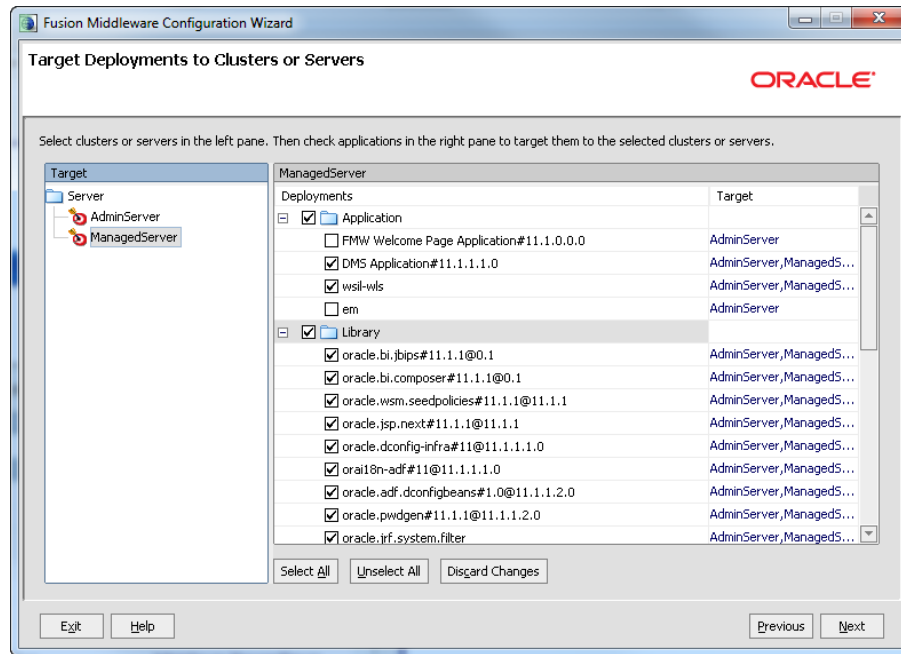 Fusion Middleware Configuration Wizard
Target Deployments to Clusters or Servers
ORACLE
Select clusters or servers in the left pane. Then check applications in the right pane to target them to the selected clusters or servers.
Target
Server
AdminServer
ManagedServer
ManagedServer
Deployments Target
Application
FMW Welcome Page Application#11.1.0.0.0 AdminServer
DMS Application#11.1.1.1.0 AdminServer,ManagedS...
wsil-wls AdminServer,ManagedS...
em AdminServer
Library
oracle.bi.jbips#11.1.1@0.1 AdminServer,ManagedS...
oracle.bi.composer#11.1.1@0.1 AdminServer,ManagedS...
oracle.wsm.seedpolicies#11.1.1@11.1.1 AdminServer,ManagedS...
oracle.jsp.next#11.1.1@11.1.1 AdminServer,ManagedS...
oracle.dconfig-infra#11@11.1.1.1.0 AdminServer,ManagedS...
orai18n-adf#11@11.1.1.1.0 AdminServer,ManagedS...
oracle.adf.dconfigbeans#1.0@11.1.1.2.0 AdminServer,ManagedS...
oracle.pwdgen#11.1.1@11.1.1.2.0 AdminServer,ManagedS...
oracle.jrf.system.filter AdminServer,ManagedS...
Select All Unselect All Discard Changes
Exit Help Previous Next